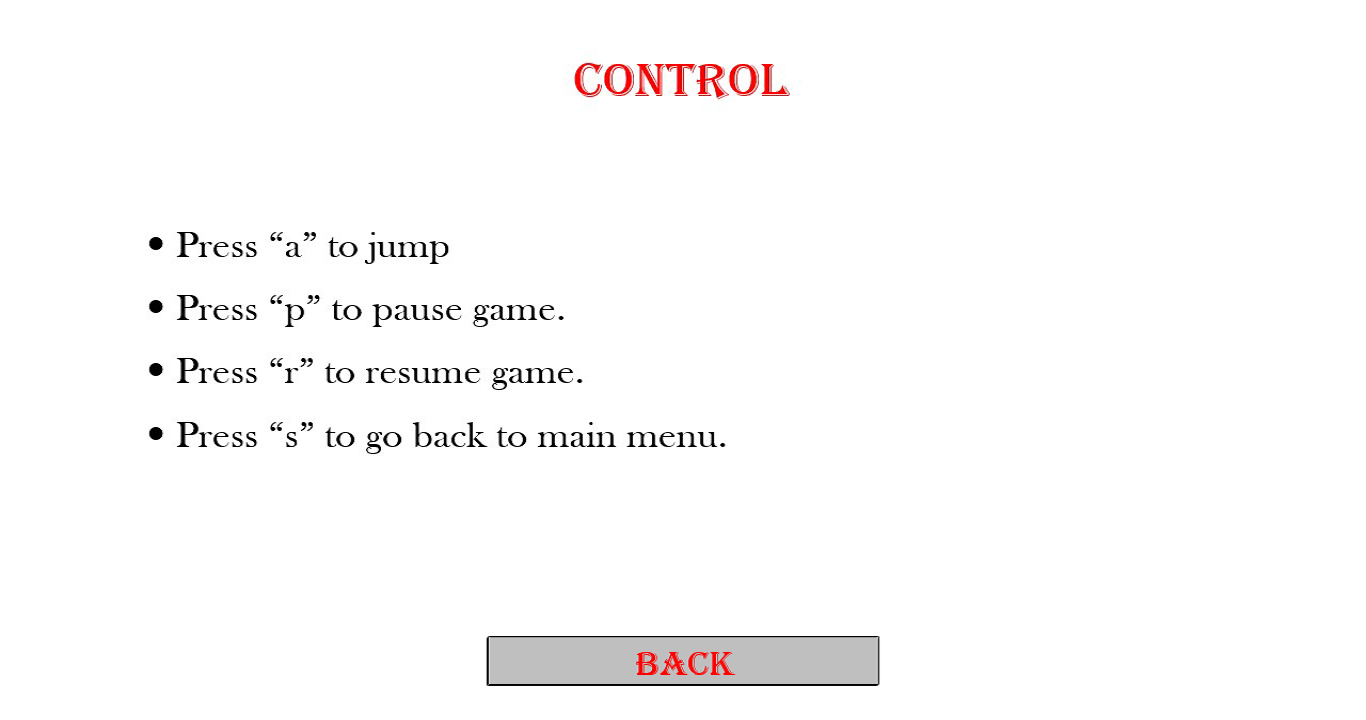 CONTROL
• Press “a” to jump
• Press “p” to pause game.
• Press “r” to resume game.
• Press “s” to go back to main menu.
BACK